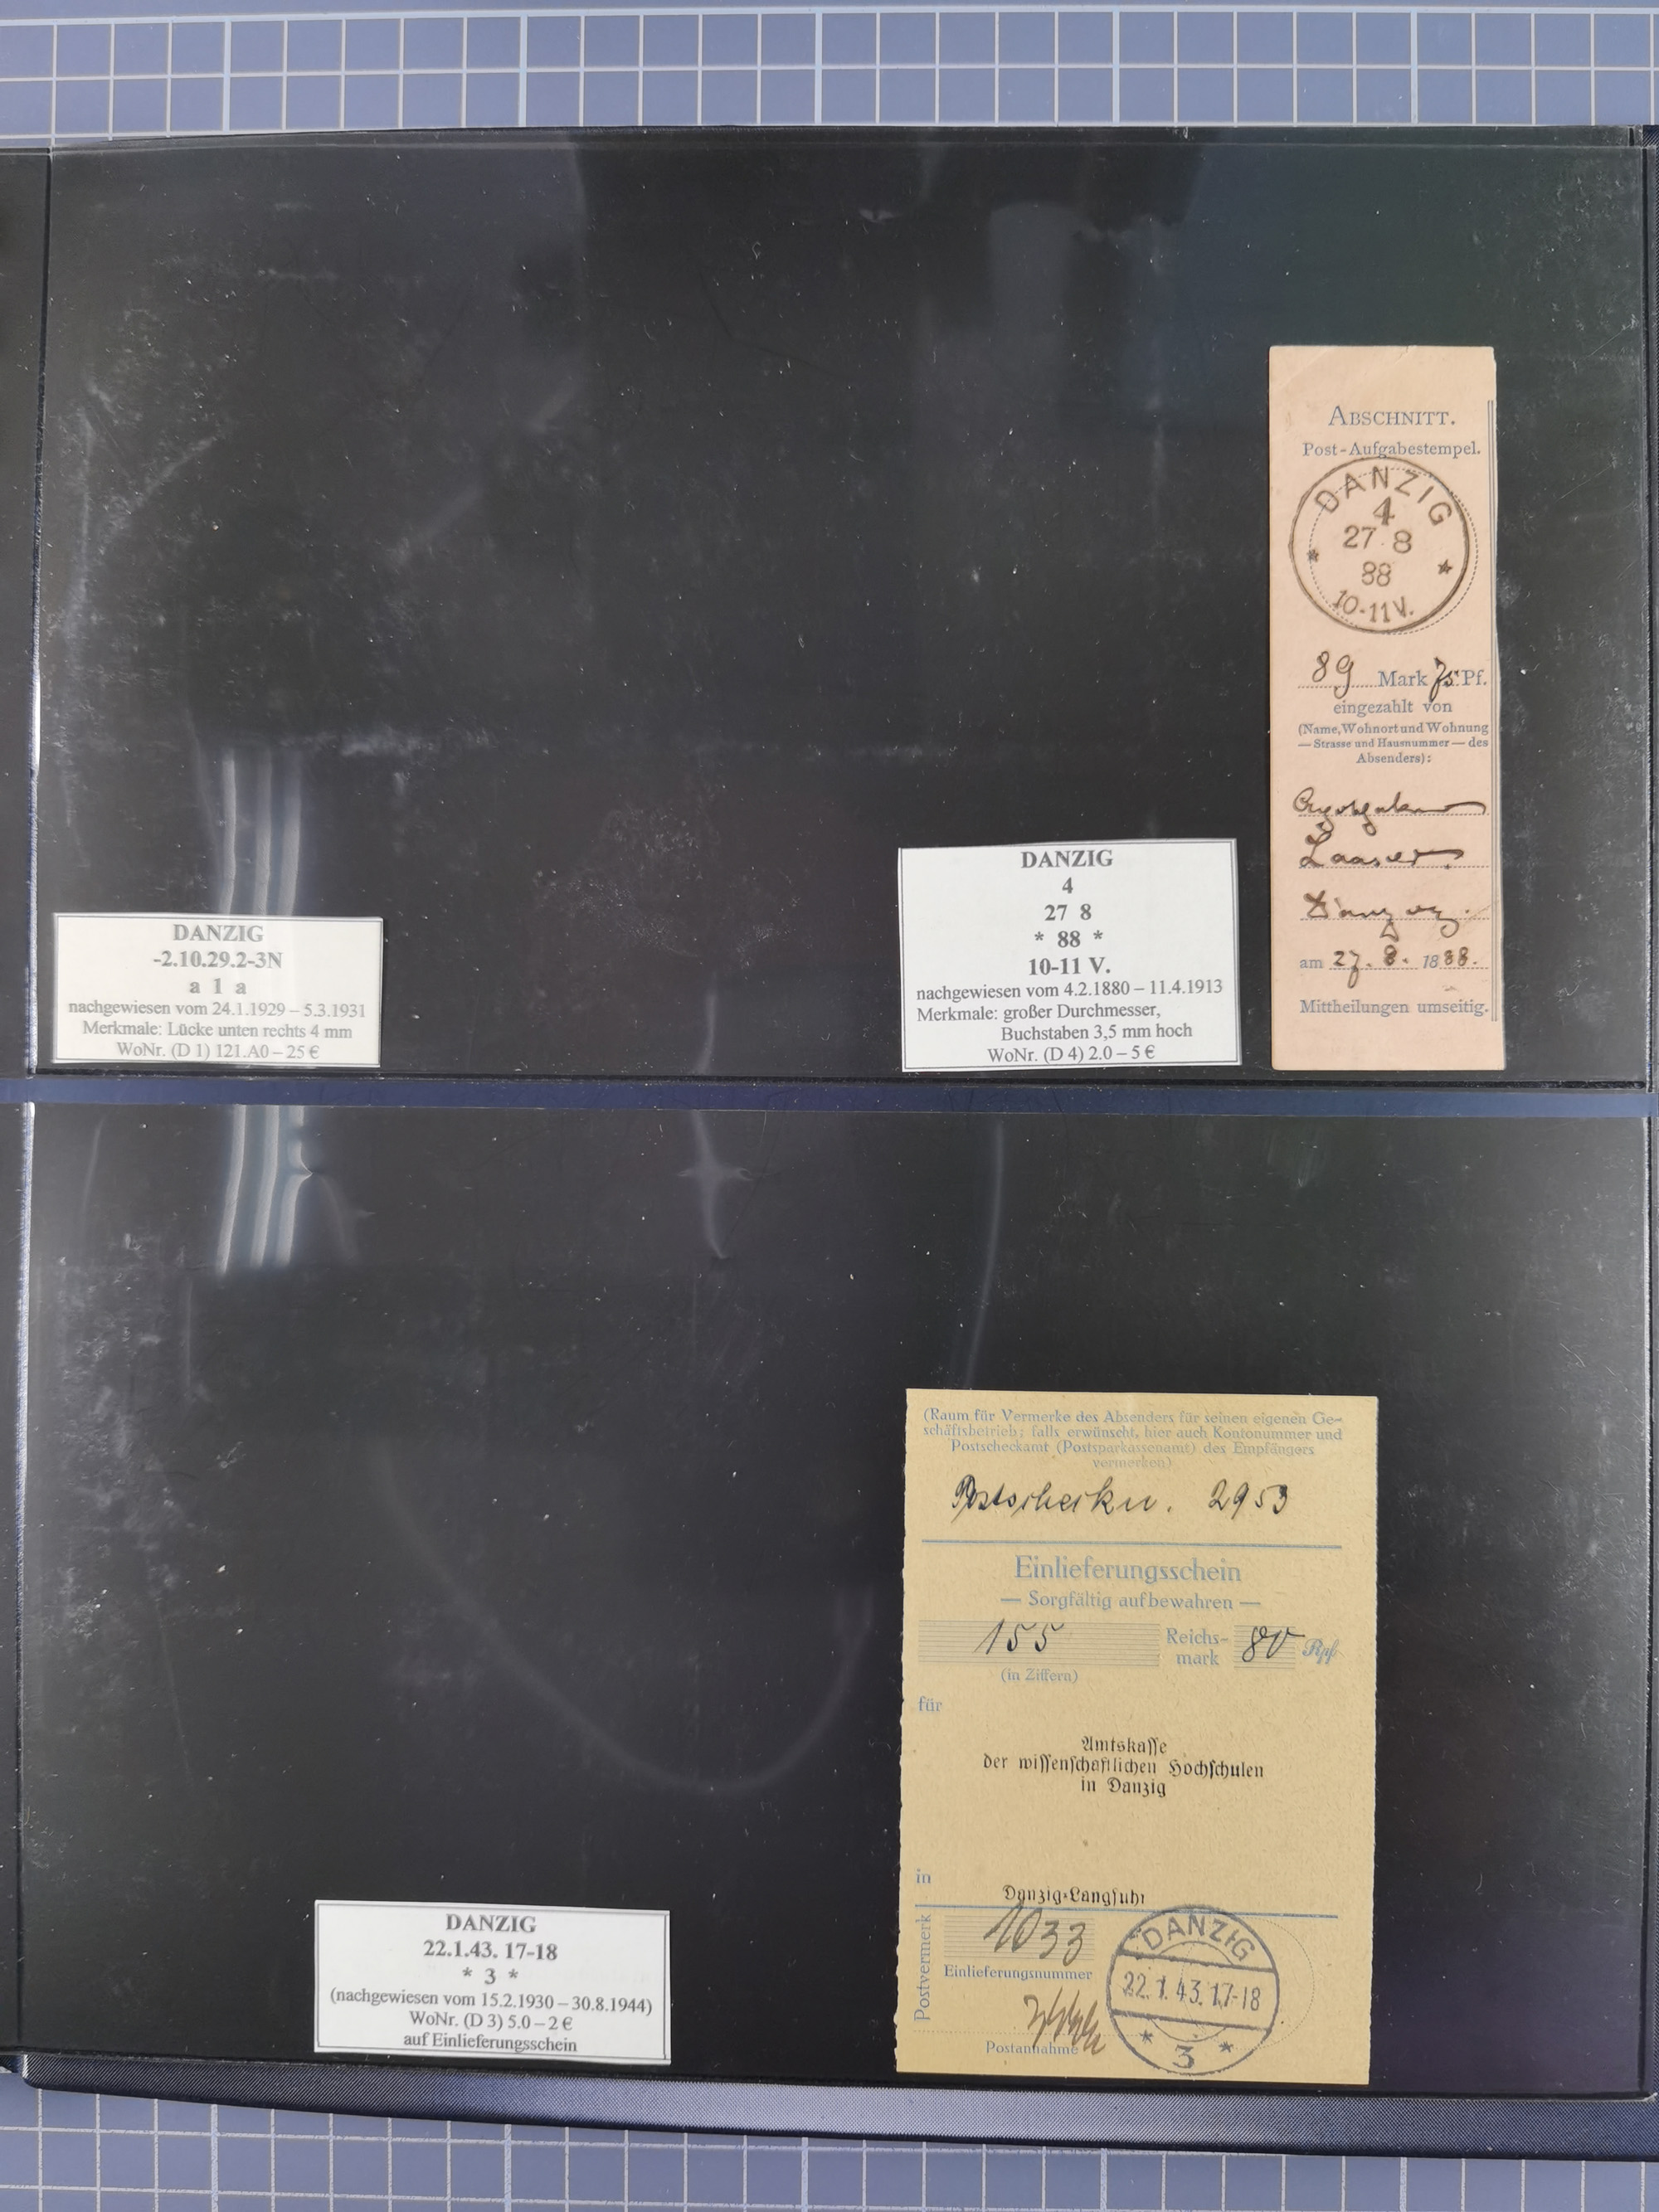 ABSCHNITT.
Post-Aufgabestempel.
DANZIG
4
27 8
* 88 *
10-11V.
89 Mark 75 Pf.
eingezahlt von
(Name, Wohnort und Wohnung
— Strasse und Hausnummer — des
Absenders):
Laaser
Danzig.
am 27. 8. 1888.
Mittheilungen umseitig.
DANZIG
4
27 8
* 88 *
10-11 V.
nachgewiesen vom 4.2.1880 – 11.4.1913
Merkmale: großer Durchmesser,
Buchstaben 3,5 mm hoch
WoNr. (D 4) 2.0 – 5 €
DANZIG
-2.10.29.2-3N
a 1 a
nachgewiesen vom 24.1.1929 – 5.3.1931
Merkmale: Lücke unten rechts 4 mm
WoNr. (D 1) 121.A0 – 25 €
(Raum für Vermerke des Absenders für seinen eigenen Ge-
schäftsbetrieb; falls erwünscht, hier auch Kontonummer und
Postscheckamt (Postsparkassenamt) des Empfängers
vermerken)
Postscheckn. 2953
Einlieferungsschein
— Sorgfältig aufbewahren —
155 Reichs-
mark 80 Rpf
(in Ziffern)
für
Amtskasse
der wissenschaftlichen Hochschulen
in Danzig
in
Danzig-Langfuhr
Postvermerk
1033
Einlieferungsnummer
Postannahme
DANZIG
22.1.43.17-18
* 3 *
DANZIG
22.1.43. 17-18
* 3 *
(nachgewiesen vom 15.2.1930 – 30.8.1944)
WoNr. (D 3) 5.0 – 2 €
auf Einlieferungsschein